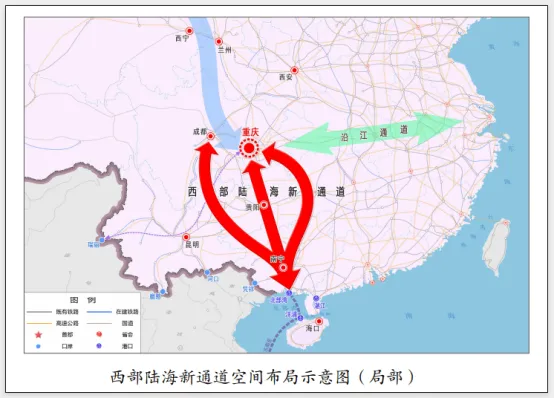 西宁
兰州
西安
成都
重庆
沿江通道
西部陆海新通道
贵阳
昆明
南宁
瑞丽
河口
磨憨
凭祥
北部湾
湛江
洋浦
海口
图 例
既有铁路
在建铁路
高速公路
国道
首都
省会
口岸
海口
西部陆海新通道空间布局示意图（局部）